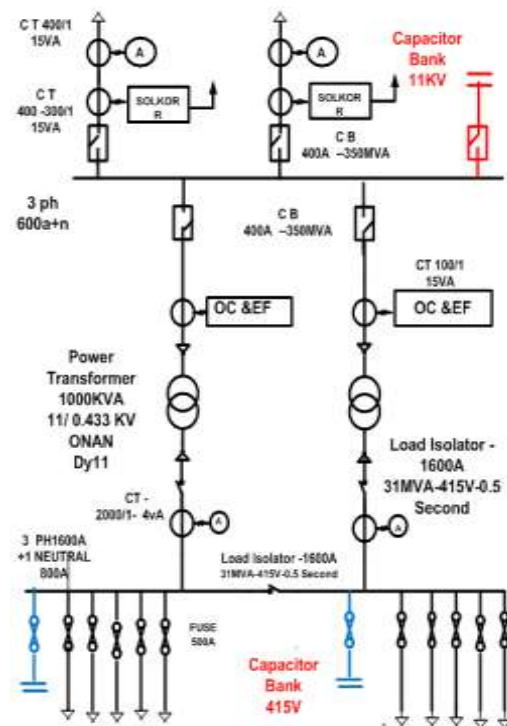 C T 400/1
15VA
A
C T
400 -300/1
15VA
SOLKOR
R
A
SOLKOR
R
C B
400A –350MVA
Capacitor
Bank
11KV
3 ph
600a+n
C B
400A –350MVA
OC &EF
CT 100/1
15VA
OC &EF
Power
Transformer
1000KVA
11/ 0.433 KV
ONAN
Dy11
Load Isolator -
1600A
31MVA-415V-0.5
Second
CT -
2000/1- 4vA
A
A
3 PH1600A
+1 NEUTRAL
800A
Load Isolator -1600A
31MVA-415V-0.5 Second
FUSE
500A
Capacitor
Bank
415V